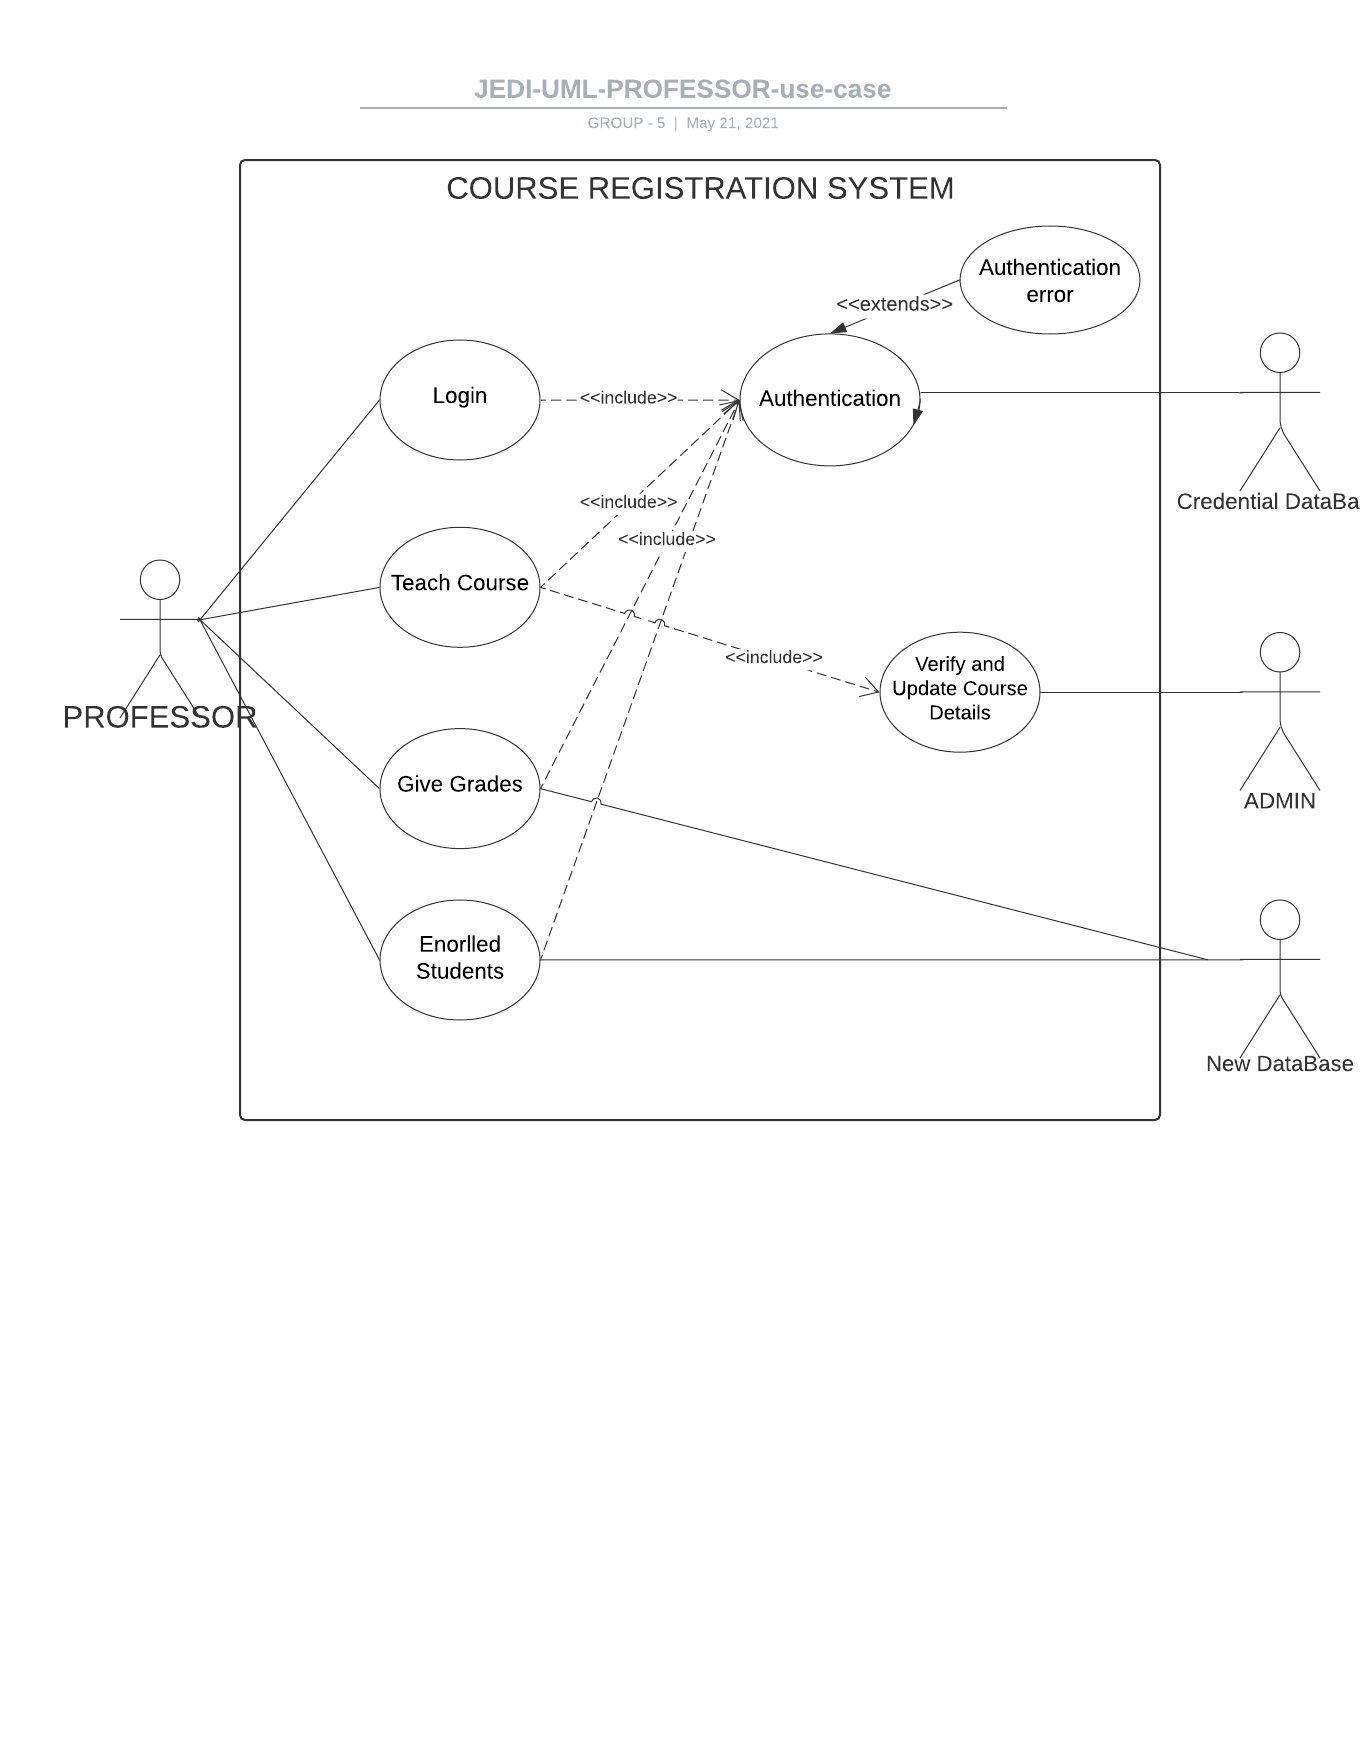 JEDI-UML-PROFESSOR-use-case
GROUP - 5 | May 21, 2021
COURSE REGISTRATION SYSTEM
Authentication
error
<<extends>>
Login
<<include>>
Authentication
<<include>>
Credential DataBa
<<include>>
Teach Course
<<include>>
Verify and
Update Course
Details
PROFESSOR
Give Grades
ADMIN
Enorlled
Students
New DataBase